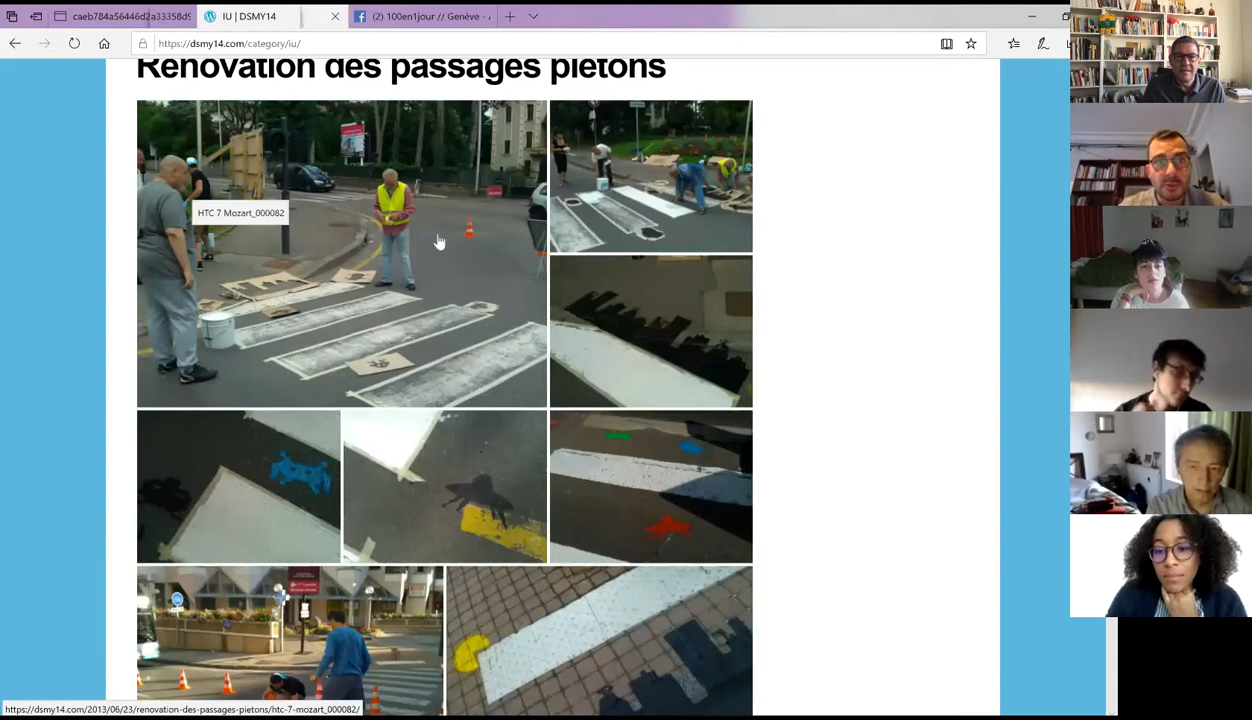 caeb784a56446d2a33358d9
IU | DSMY14
(2) 100en1jour // Genève -
https://dsmy14.com/category/iu/
Rénovation des passages piétons
HTC 7 Mozart_000082
https://dsmy14.com/2013/06/23/renovation-des-passages-pietons/htc-7-mozart_000082/